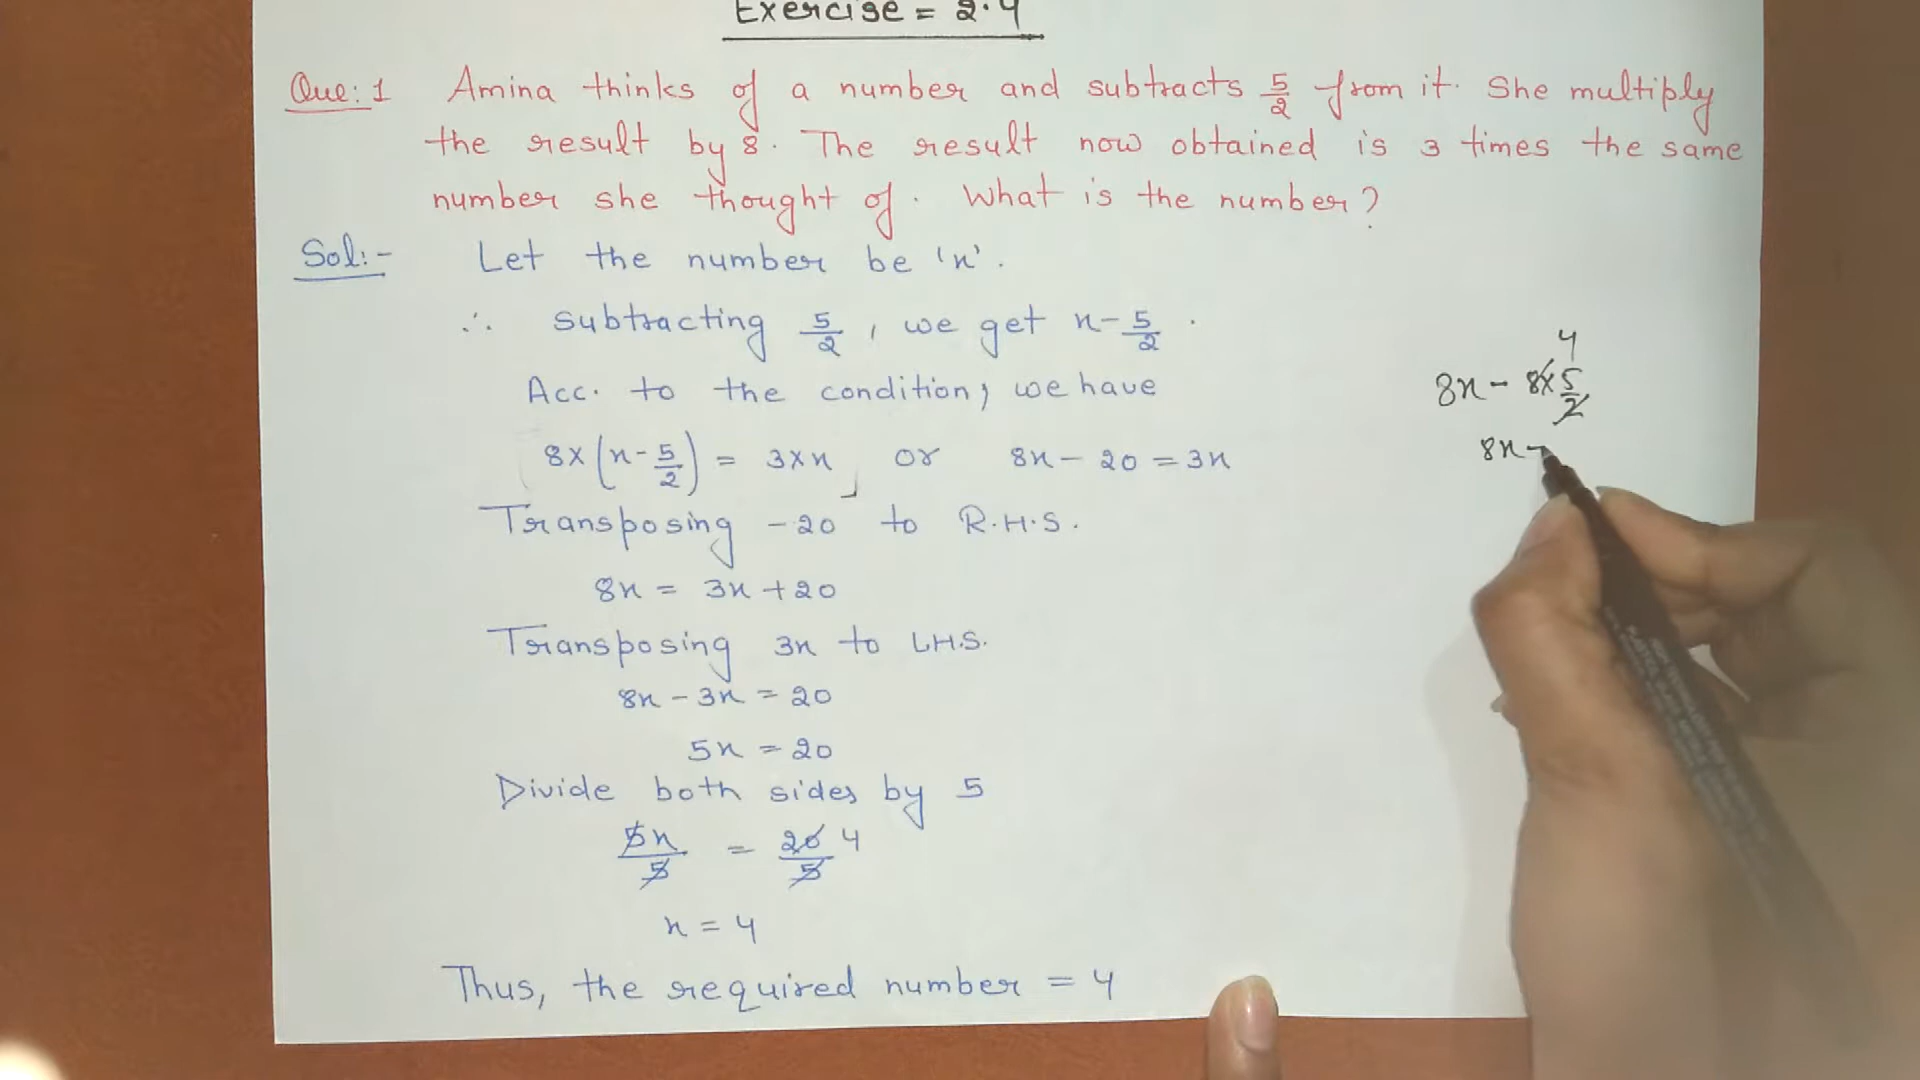 Exercise = 2.4
Que: 1 Amina thinks of a number and subtracts 5/2 from it. She multiply
the result by 8. The result now obtained is 3 times the same
number she thought of. What is the number?
Sol:- Let the number be 'x'.
∴ Subtracting 5/2, we get x - 5/2.
Acc. to the condition, we have
8×(x - 5/2) = 3×x or 8x - 20 = 3x
Transposing -20 to R.H.S.
8x = 3x + 20
Transposing 3x to L.H.S.
8x - 3x = 20
5x = 20
Divide both sides by 5
5x/5 = 20/5 4
x = 4
Thus, the required number = 4
4
8x - 8×5/2
8x -